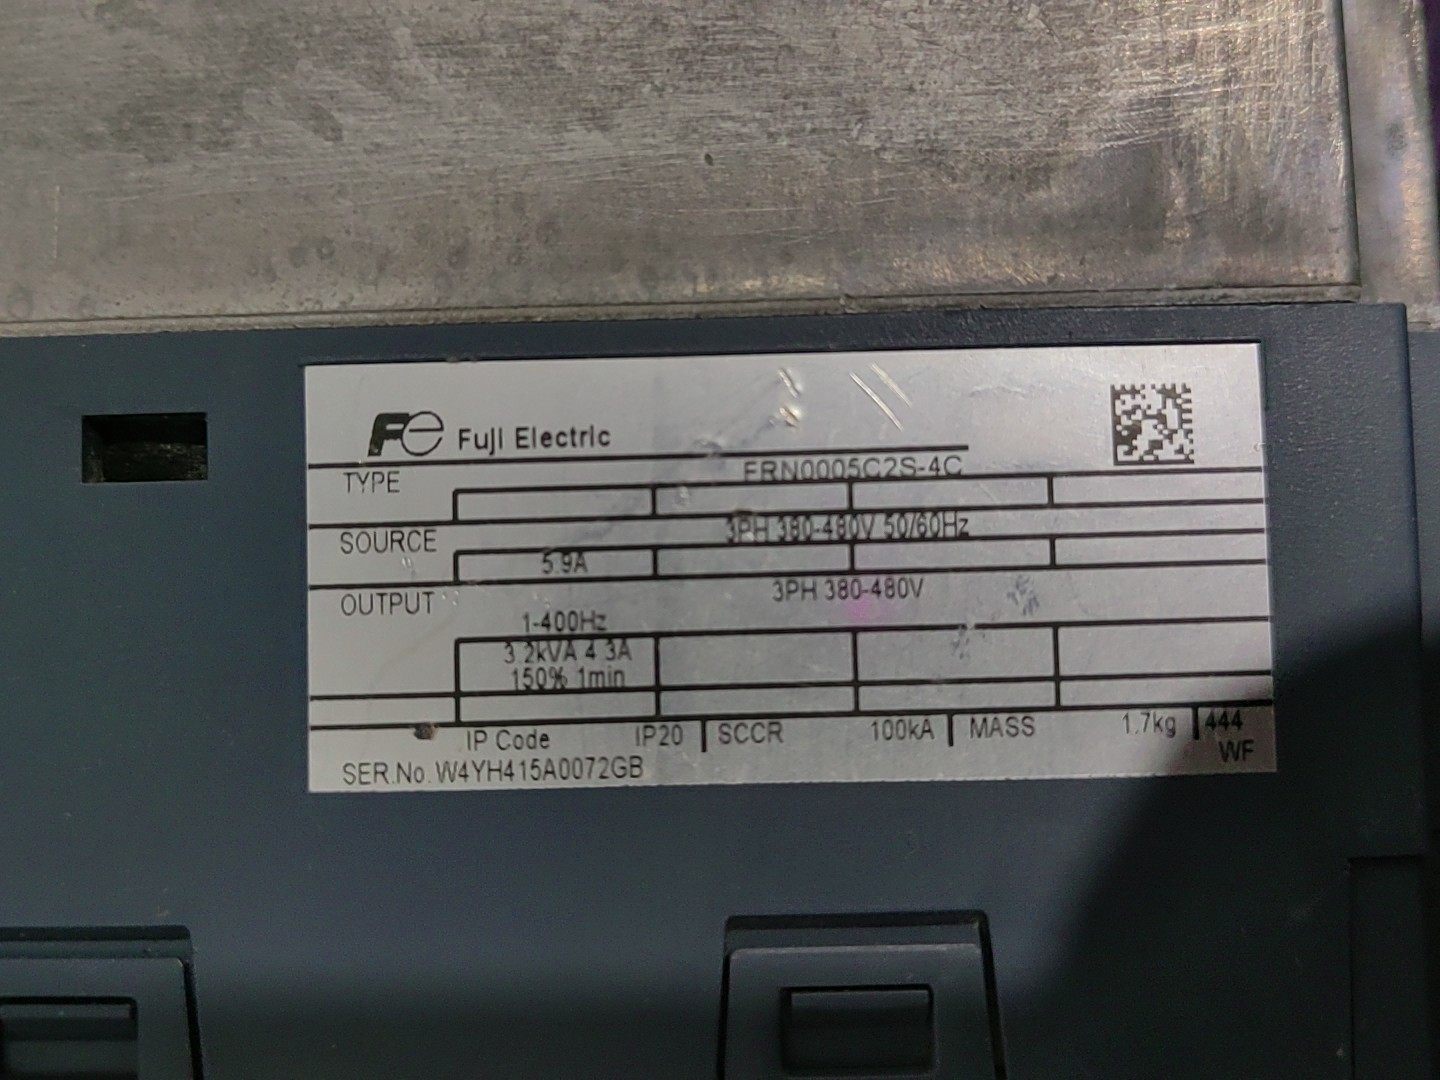 Fe Fuji Electric
TYPE FRN0005C2S-4C
SOURCE 3PH 380-480V 50/60Hz
5.9A
OUTPUT 3PH 380-480V
1-400Hz
3.2kVA 4.3A
150% 1min
IP Code IP20 SCCR 100kA MASS 1.7kg 444
WF
SER.No. W4YH415A0072GB